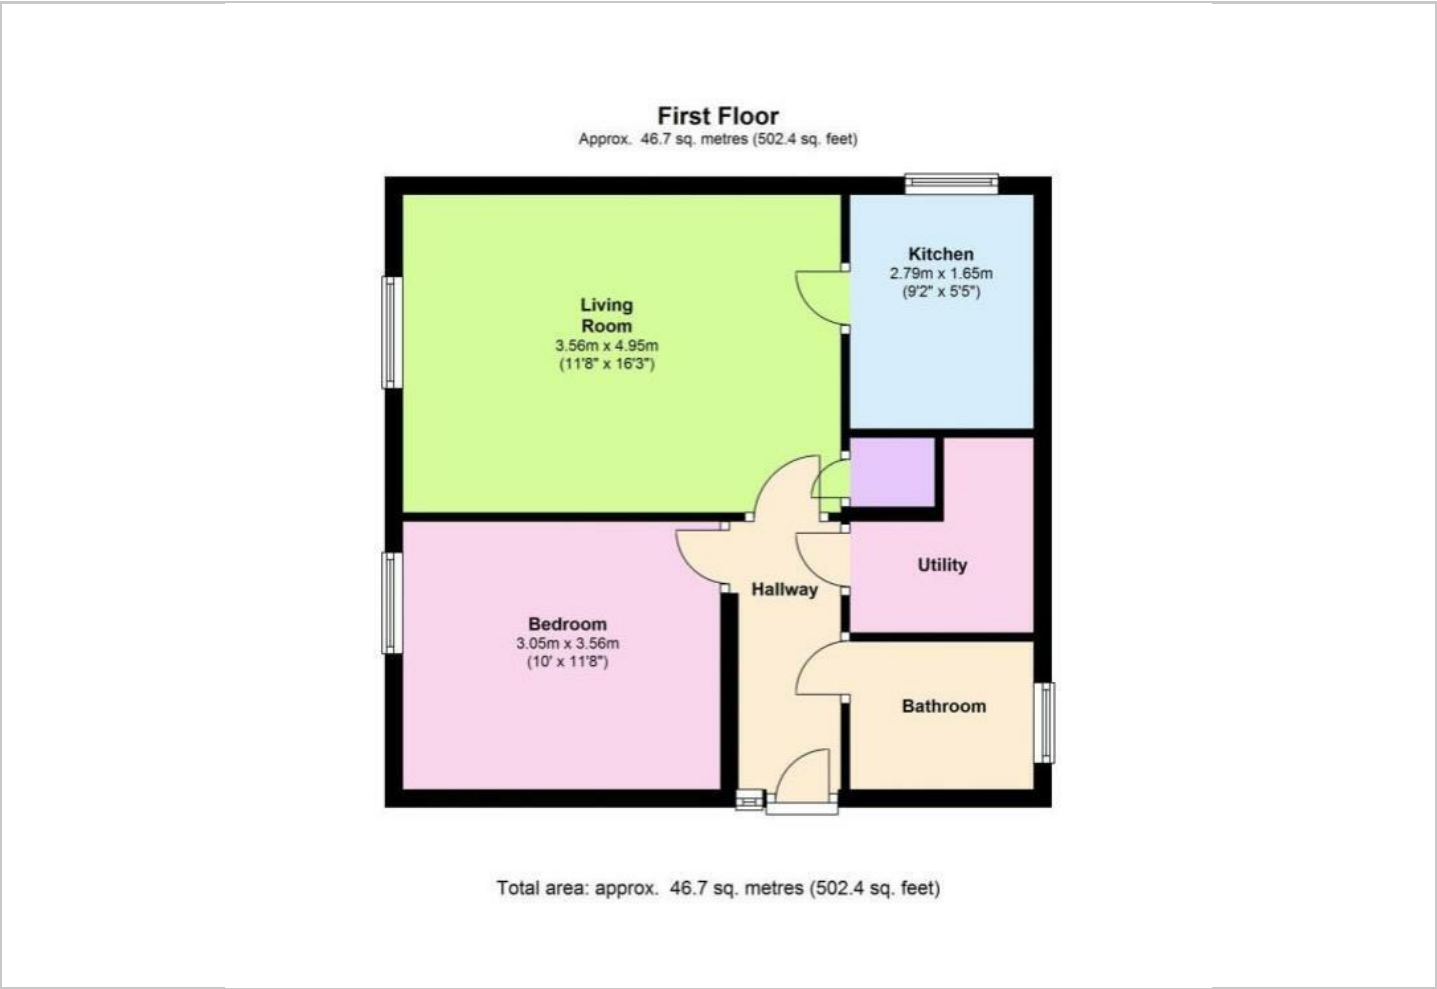 First Floor
Approx. 46.7 sq. metres (502.4 sq. feet)
Kitchen
2.79m x 1.65m
(9'2" x 5'5")
Living
Room
3.56m x 4.95m
(11'8" x 16'3")
Utility
Hallway
Bedroom
3.05m x 3.56m
(10' x 11'8")
Bathroom
Total area: approx. 46.7 sq. metres (502.4 sq. feet)